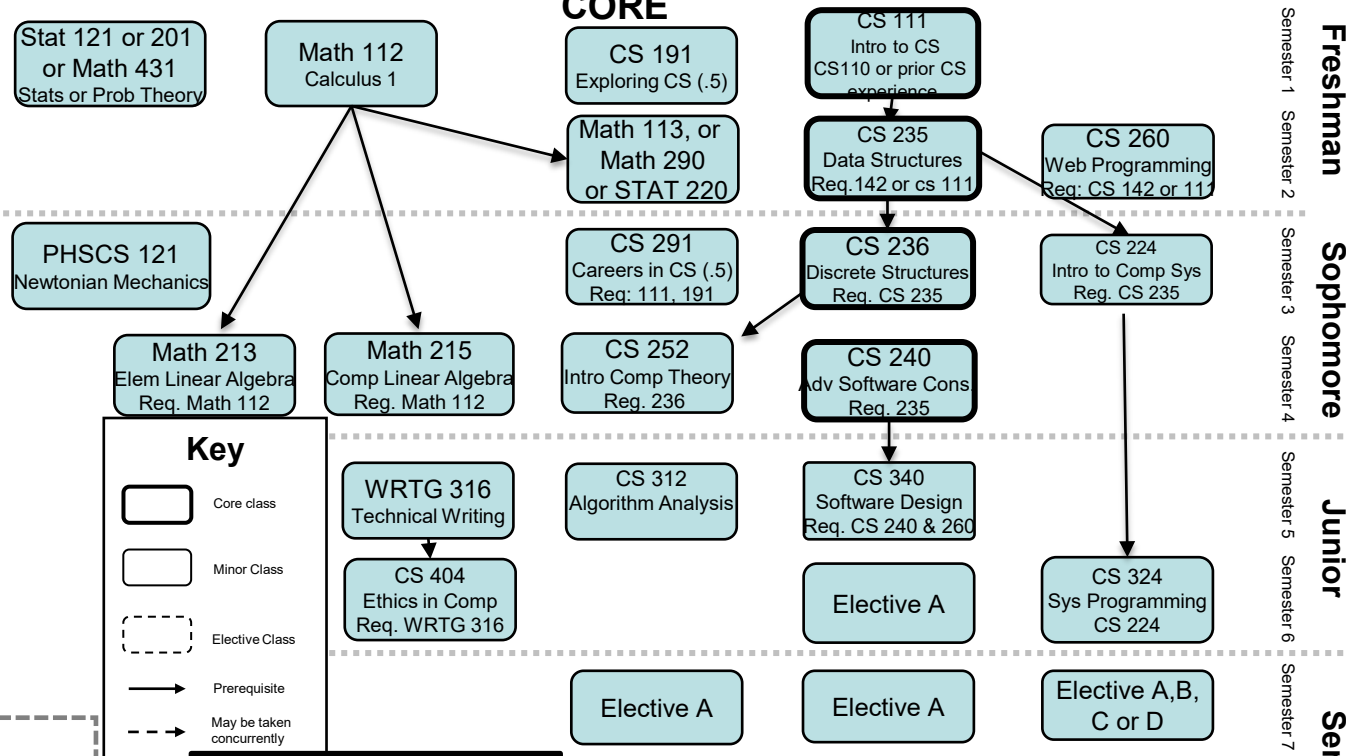 CORE
Stat 121 or 201
or Math 431
Stats or Prob Theory
Math 112
Calculus 1
CS 191
Exploring CS (.5)
CS 111
Intro to CS
CS110 or prior CS
experience
Semester 1
Freshman
Math 113, or
Math 290
or STAT 220
CS 235
Data Structures
Req.142 or cs 111
CS 260
Web Programming
Req: CS 142 or 111
Semester 2
PHSCS 121
Newtonian Mechanics
CS 291
Careers in CS (.5)
Req: 111, 191
CS 236
Discrete Structures
Req. CS 235
CS 224
Intro to Comp Sys
Reg. CS 235
Semester 3
Sophomore
Math 213
Elem Linear Algebra
Req. Math 112
Math 215
Comp Linear Algebra
Reg. Math 112
CS 252
Intro Comp Theory
Reg. 236
CS 240
Adv Software Cons.
Req. 235
Semester 4
Key
Core class
Minor Class
Elective Class
Prerequisite
May be taken
concurrently
WRTG 316
Technical Writing
CS 312
Algorithm Analysis
CS 340
Software Design
Req. CS 240 & 260
Semester 5
Junior
CS 404
Ethics in Comp
Req. WRTG 316
Elective A
CS 324
Sys Programming
CS 224
Semester 6
Elective A
Elective A
Elective A,B,
C or D
Semester 7